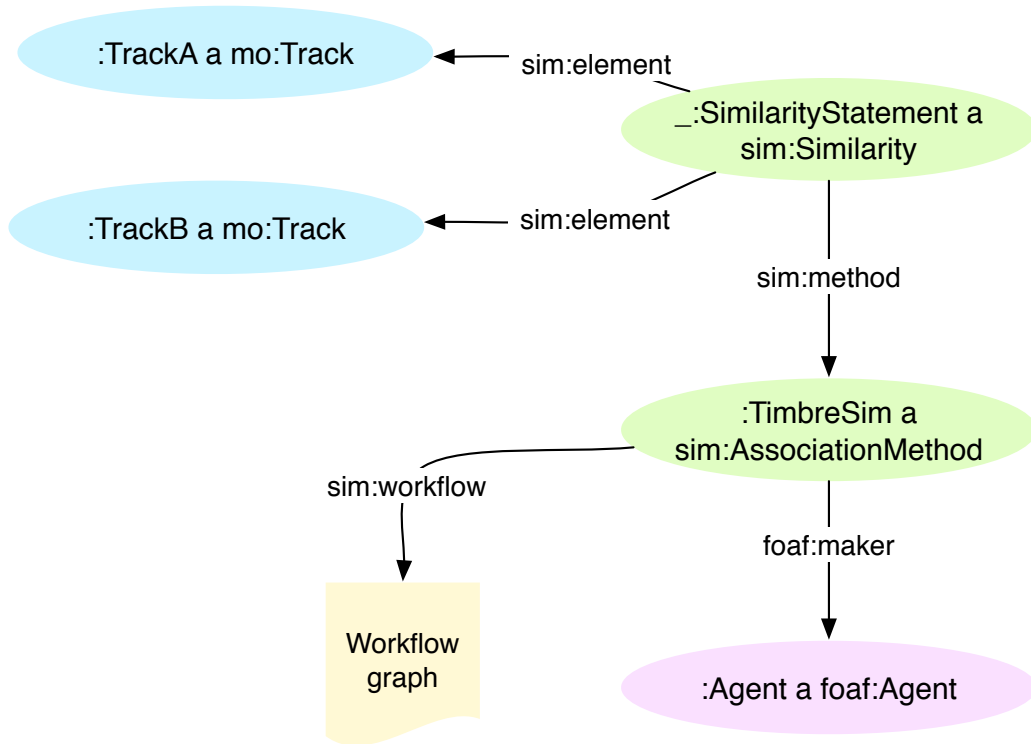 :TrackA a mo:Track
sim:element
_:SimilarityStatement a
sim:Similarity
:TrackB a mo:Track
sim:element
sim:method
:TimbreSim a
sim:AssociationMethod
sim:workflow
foaf:maker
Workflow
graph
:Agent a foaf:Agent